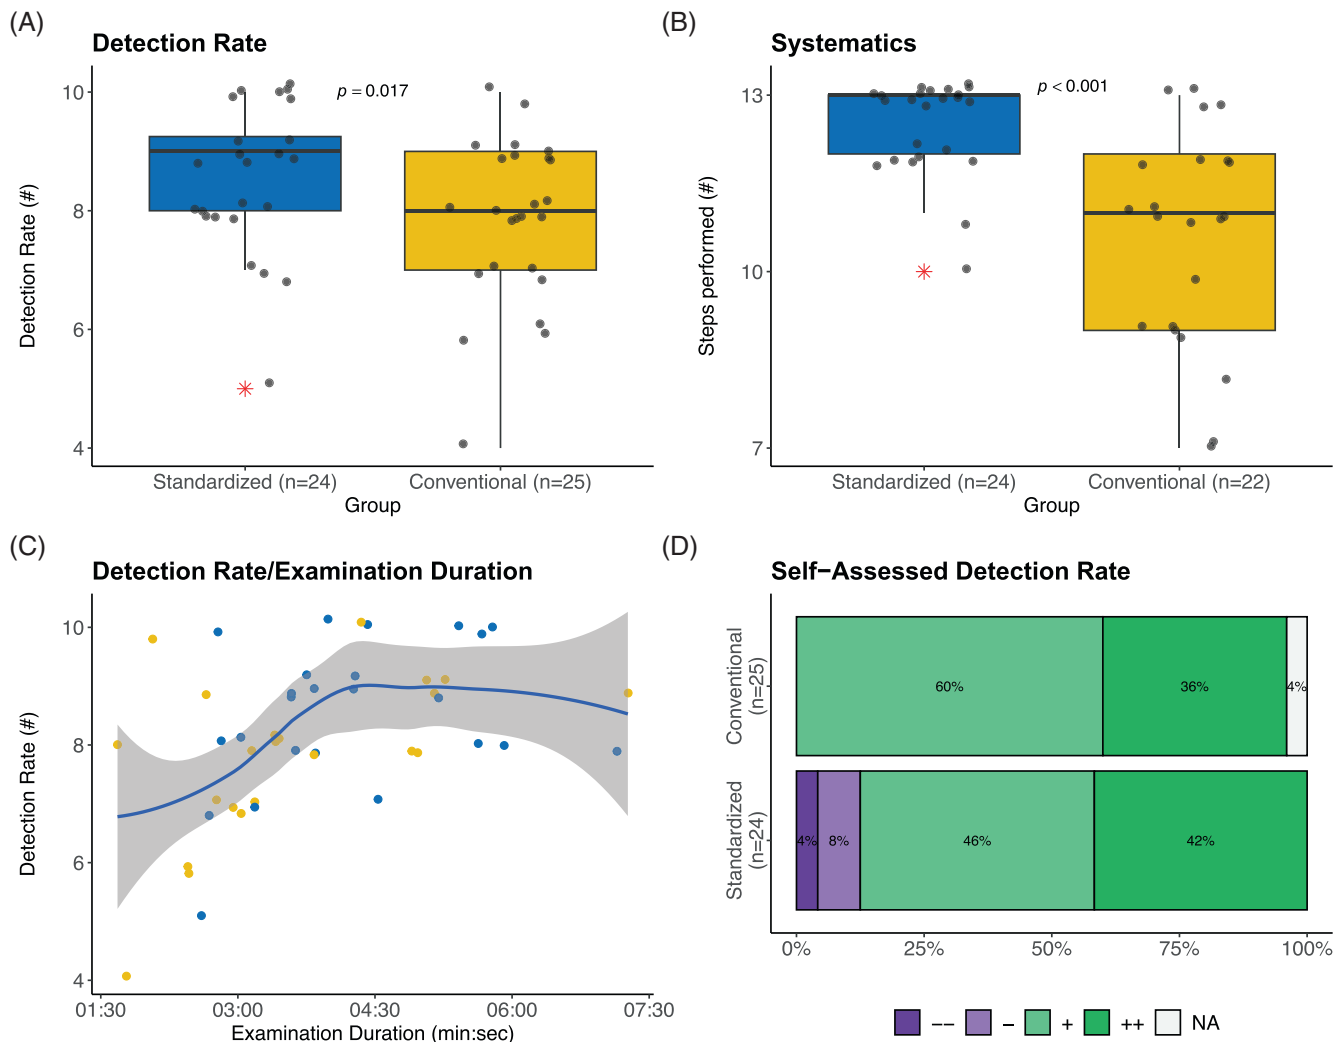 (A)
Detection Rate
Detection Rate (#)
10
8
6
4
p = 0.017
Standardized (n=24)
Conventional (n=25)
Group
(B)
Systematics
Steps performed (#)
13
10
7
p < 0.001
Standardized (n=24)
Conventional (n=22)
Group
(C)
Detection Rate/Examination Duration
Detection Rate (#)
10
8
6
4
01:30
03:00
04:30
06:00
07:30
Examination Duration (min:sec)
(D)
Self−Assessed Detection Rate
Conventional
(n=25)
60%
36%
4%
Standardized
(n=24)
4%
8%
46%
42%
0%
25%
50%
75%
100%
−−
−
+
++
NA